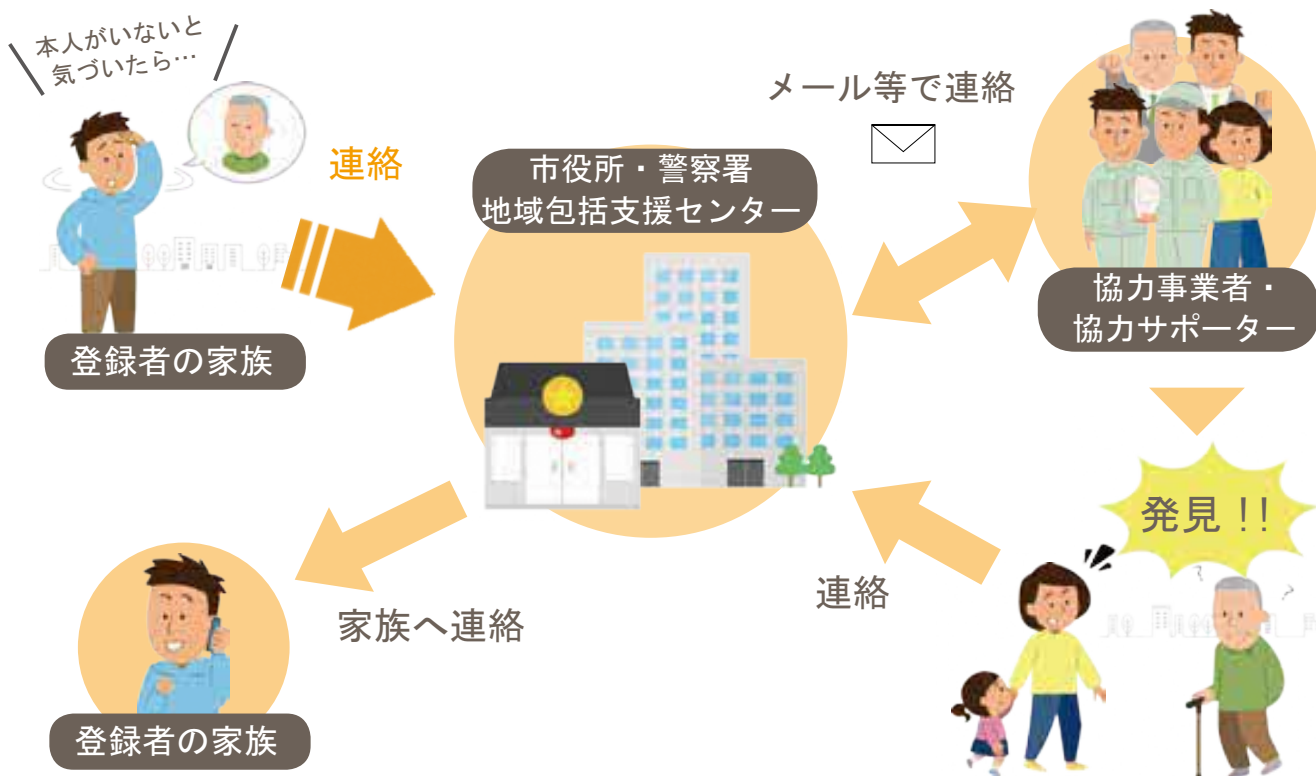 本人がいないと
気づいたら…
連絡
メール等で連絡
市役所・警察署
地域包括支援センター
登録者の家族
協力事業者・
協力サポーター
発見!!
連絡
家族へ連絡
登録者の家族